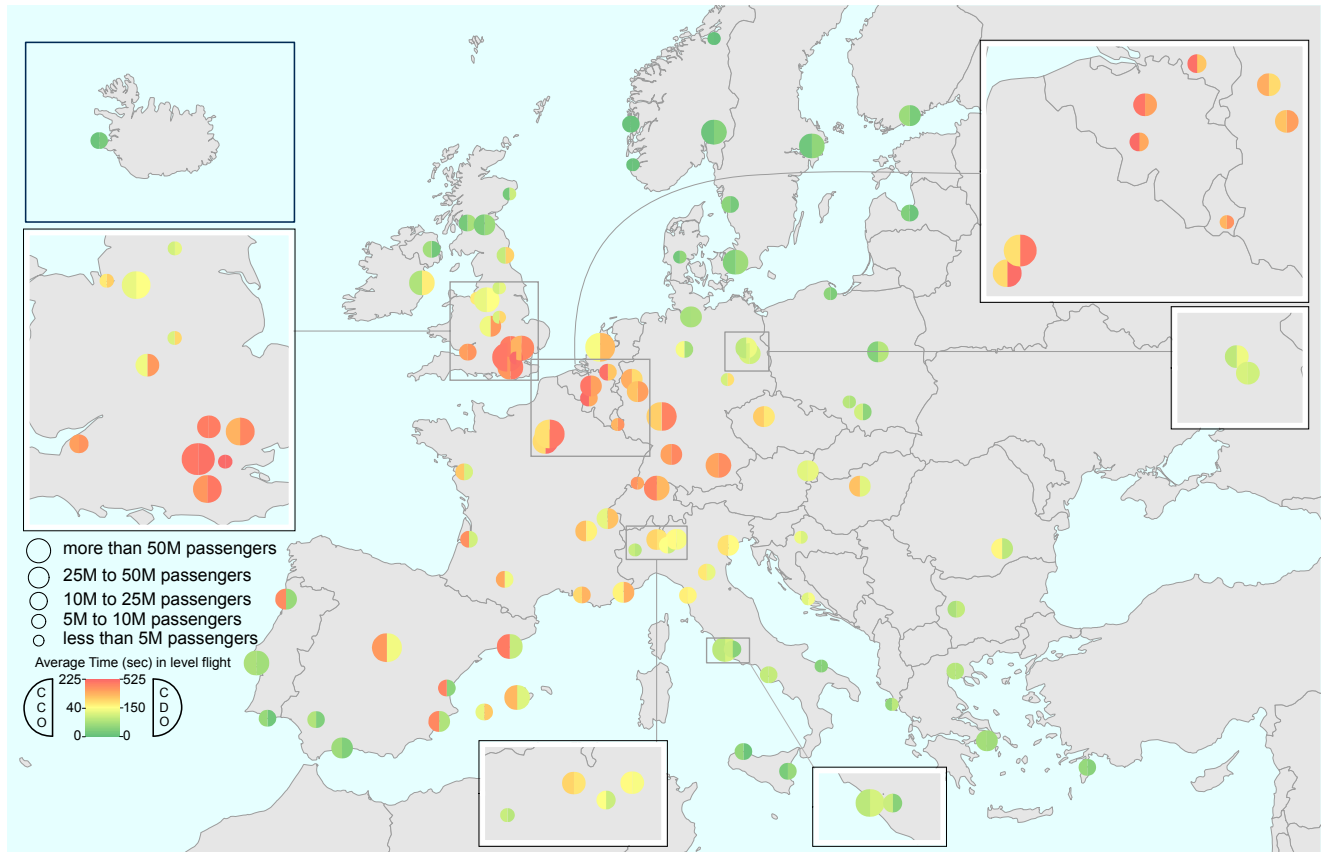 more than 50M passengers
25M to 50M passengers
10M to 25M passengers
5M to 10M passengers
less than 5M passengers
Average Time (sec) in level flight
C
C
O
225
525
40
150
0
0
C
D
O